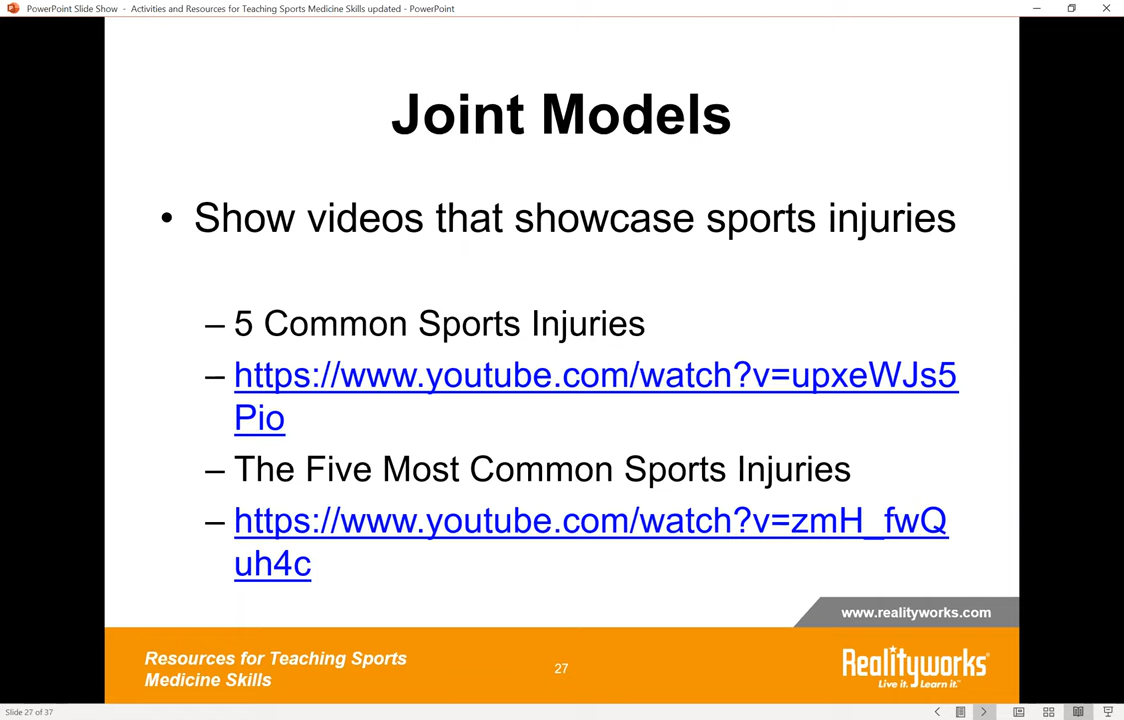 PowerPoint Slide Show - Activities and Resources for Teaching Sports Medicine Skills updated - PowerPoint
Joint Models
• Show videos that showcase sports injuries
– 5 Common Sports Injuries
– https://www.youtube.com/watch?v=upxeWJs5
Pio
– The Five Most Common Sports Injuries
– https://www.youtube.com/watch?v=zmH_fwQ
uh4c
www.realityworks.com
Resources for Teaching Sports
Medicine Skills
27
Realityworks®
Live it. Learn it.™
Slide 27 of 37